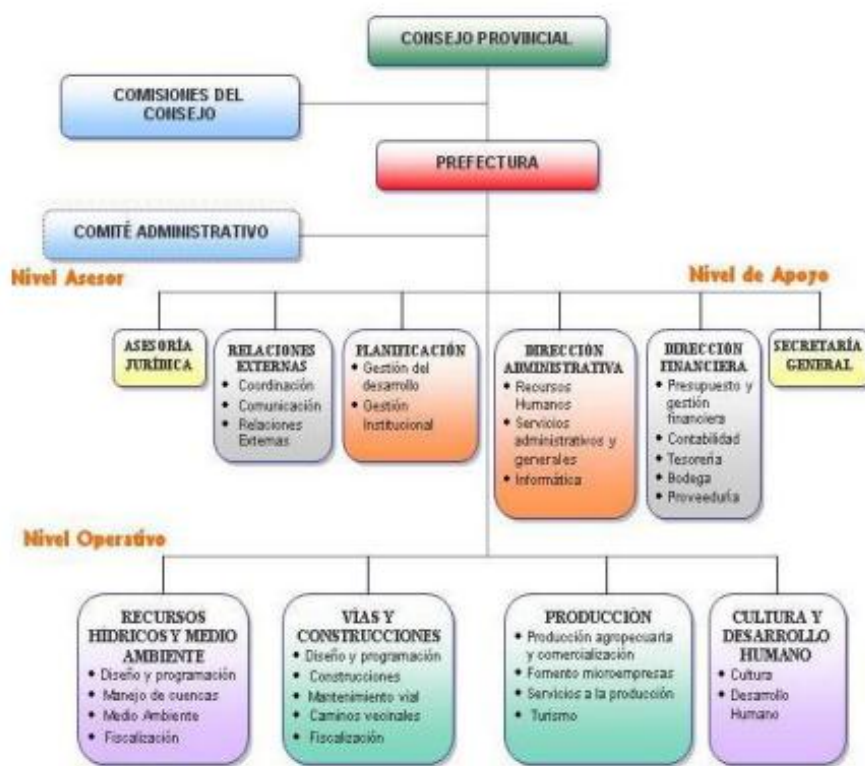 CONSEJO PROVINCIAL
COMISIONES DEL
CONSEJO
PREFECTURA
COMITÉ ADMINISTRATIVO
Nivel Asesor
Nivel de Apoyo
ASESORÍA
JURÍDICA
RELACIONES
EXTERNAS
• Coordinación
• Comunicación
• Relaciones
Externas
PLANIFICACIÓN
• Gestión del
desarrollo
• Gestión
Institucional
DIRECCIÓN
ADMINISTRATIVA
• Recursos
Humanos
• Servicios
administrativos y
generales
• Informática
DIRECCIÓN
FINANCIERA
• Presupuesto y
gestión
financiera
• Contabilidad
• Tesorería
• Bodega
• Proveeduría
SECRETARÍA
GENERAL
Nivel Operativo
RECURSOS
HÍDRICOS Y MEDIO
AMBIENTE
• Diseño y programación
• Manejo de cuencas
• Medio Ambiente
• Fiscalización
VÍAS Y
CONSTRUCCIONES
• Diseño y programación
• Construcciones
• Mantenimiento vial
• Caminos vecinales
• Fiscalización
PRODUCCIÓN
• Producción agropecuaria
y comercialización
• Fomento microempresas
• Servicios a la producción
• Turismo
CULTURA Y
DESARROLLO
HUMANO
• Cultura
• Desarrollo
Humano